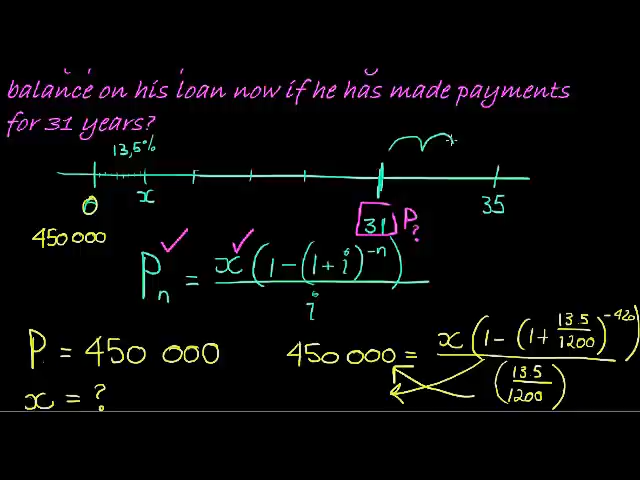 balance on his loan now if he has made payments
for 31 years?
13,5%
0 x 31 P? 35
450 000
Pn = x(1-(1+i)^-n) / i
P = 450 000
450 000 = x(1-(1+13.5/1200)^-420) / (13.5/1200)
x = ?